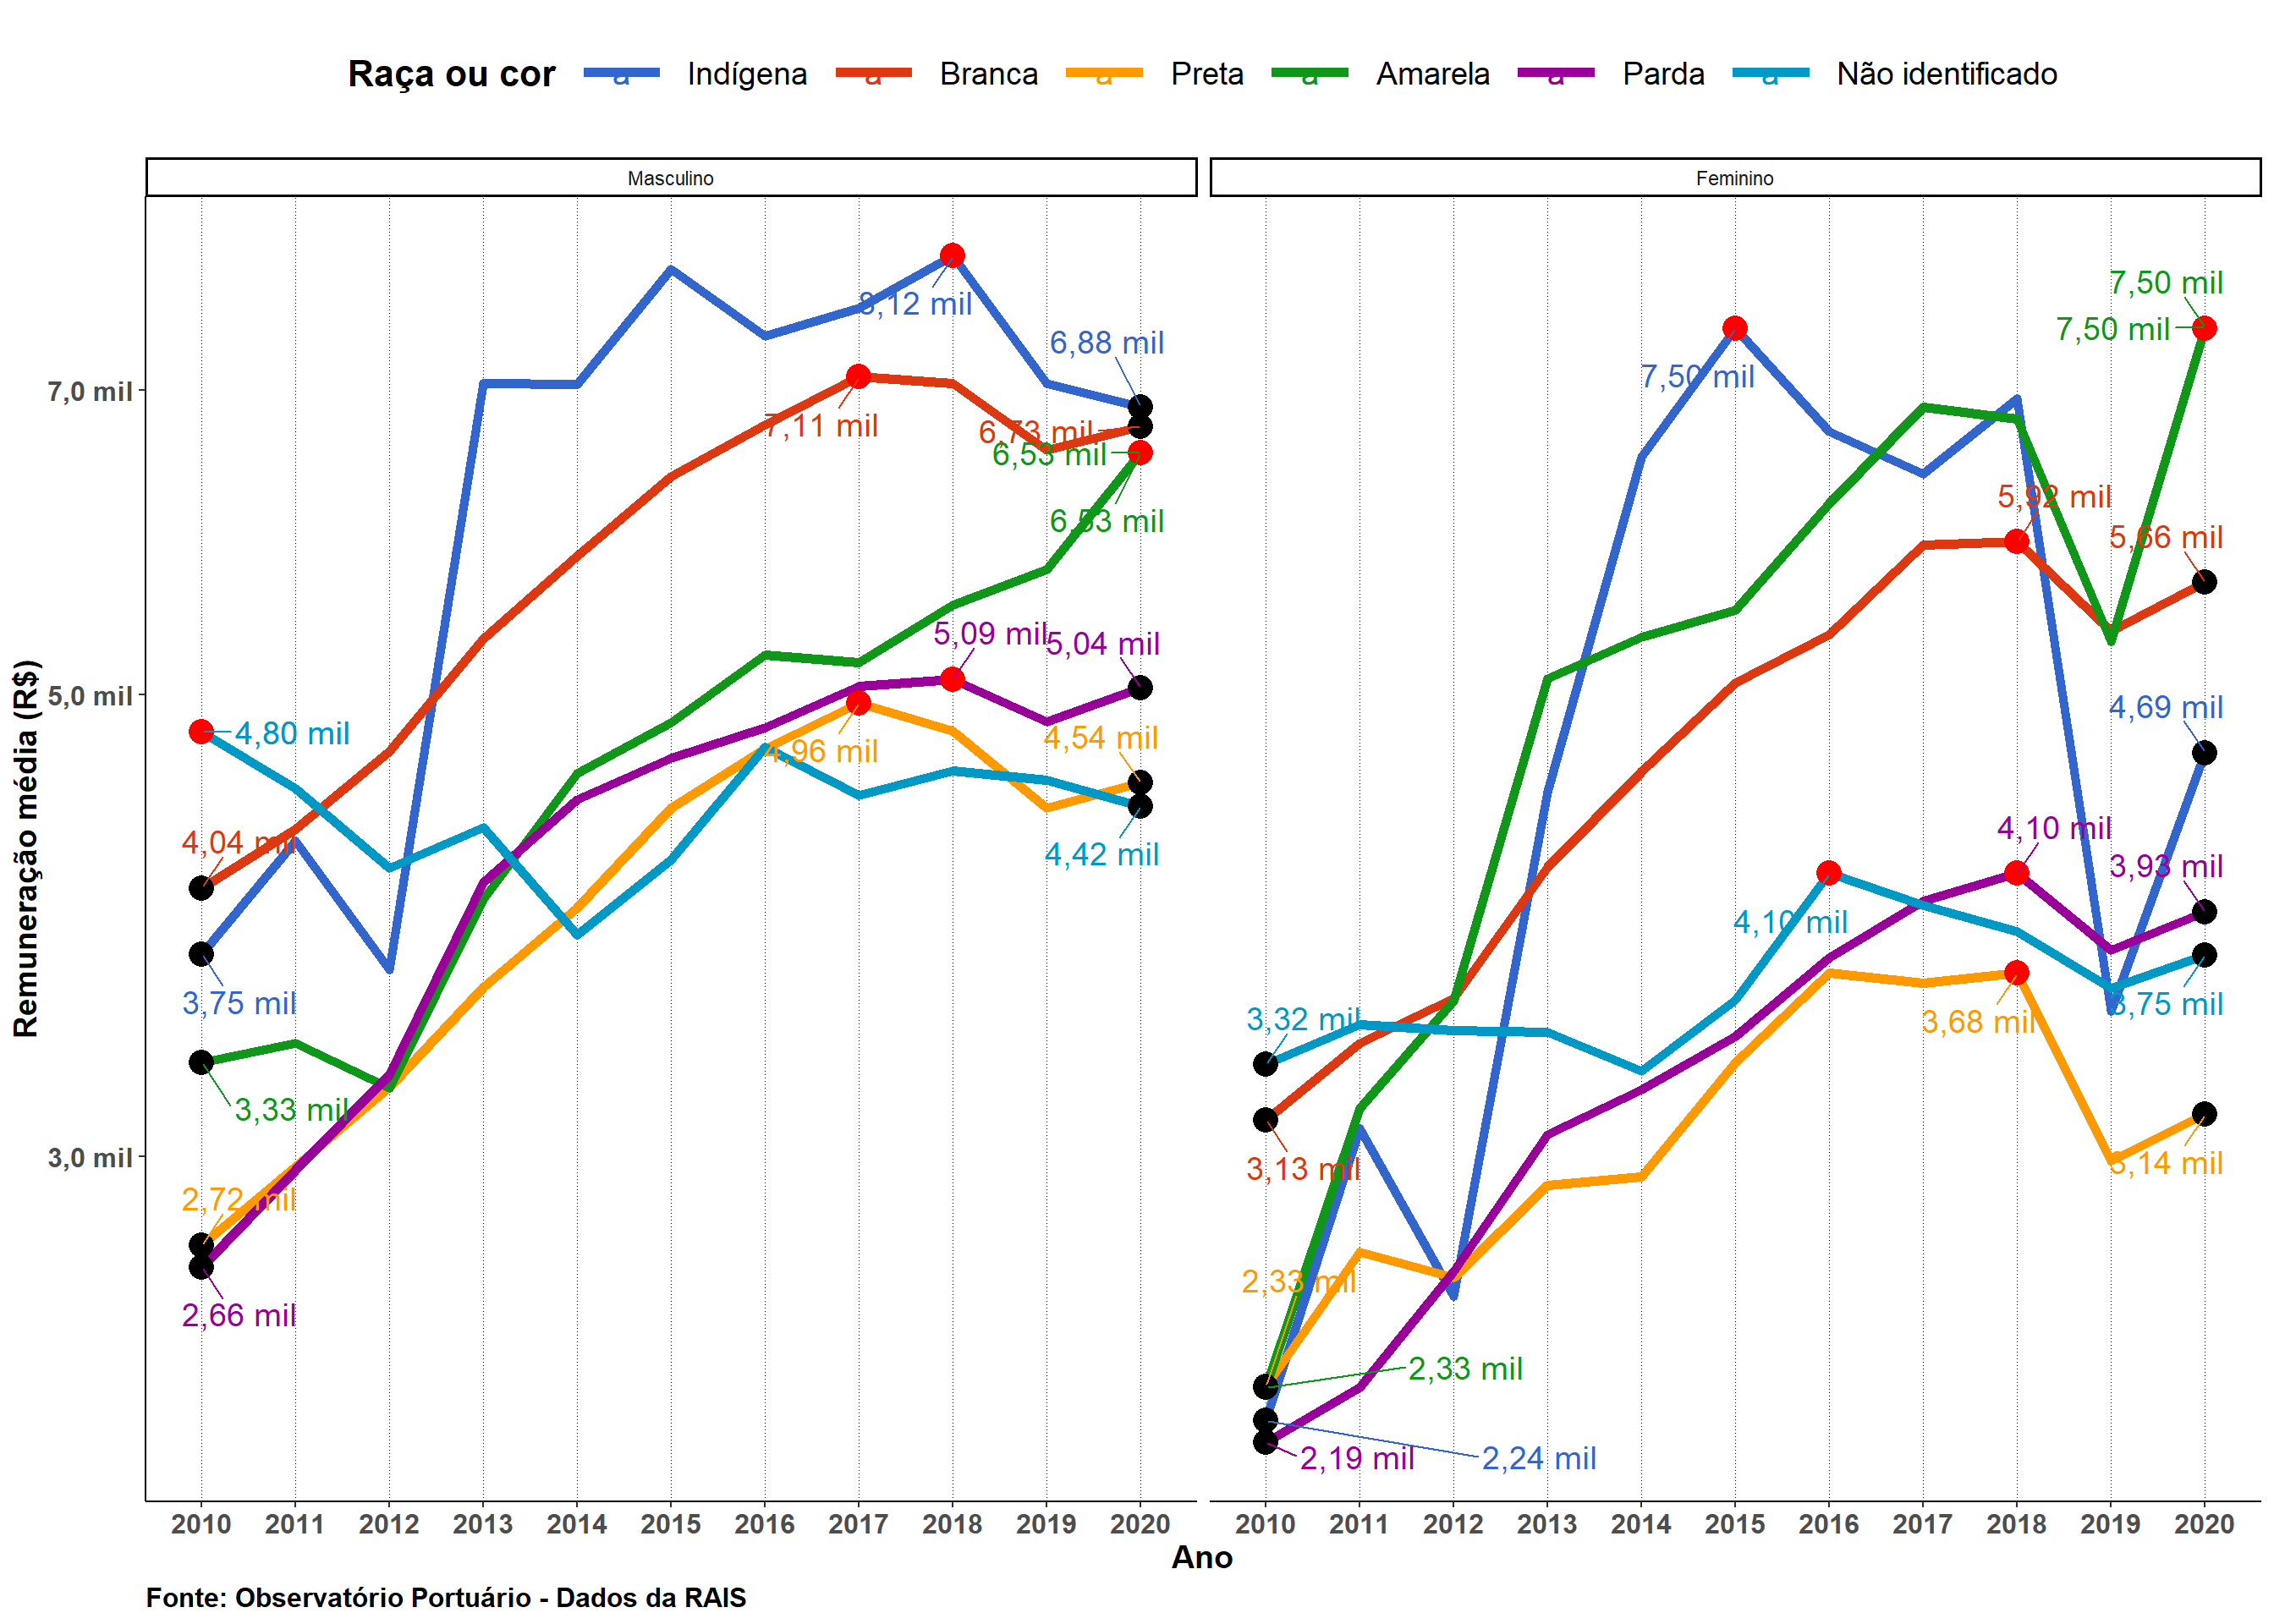 Raça ou cor a Indígena a Branca a Preta a Amarela a Parda a Não identificado
Masculino
Feminino
Remuneração média (R$)
7,0 mil
5,0 mil
3,0 mil
8,12 mil
6,88 mil
7,11 mil
6,73 mil
6,53 mil
6,53 mil
5,09 mil
5,04 mil
4,80 mil
4,96 mil
4,54 mil
4,04 mil
4,42 mil
3,75 mil
3,33 mil
2,72 mil
2,66 mil
7,50 mil
7,50 mil
7,50 mil
5,92 mil
5,66 mil
4,69 mil
4,10 mil
3,93 mil
4,10 mil
3,32 mil
3,68 mil
3,75 mil
3,13 mil
3,14 mil
2,33 mil
2,33 mil
2,19 mil
2,24 mil
2010 2011 2012 2013 2014 2015 2016 2017 2018 2019 2020
2010 2011 2012 2013 2014 2015 2016 2017 2018 2019 2020
Ano
Fonte: Observatório Portuário - Dados da RAIS